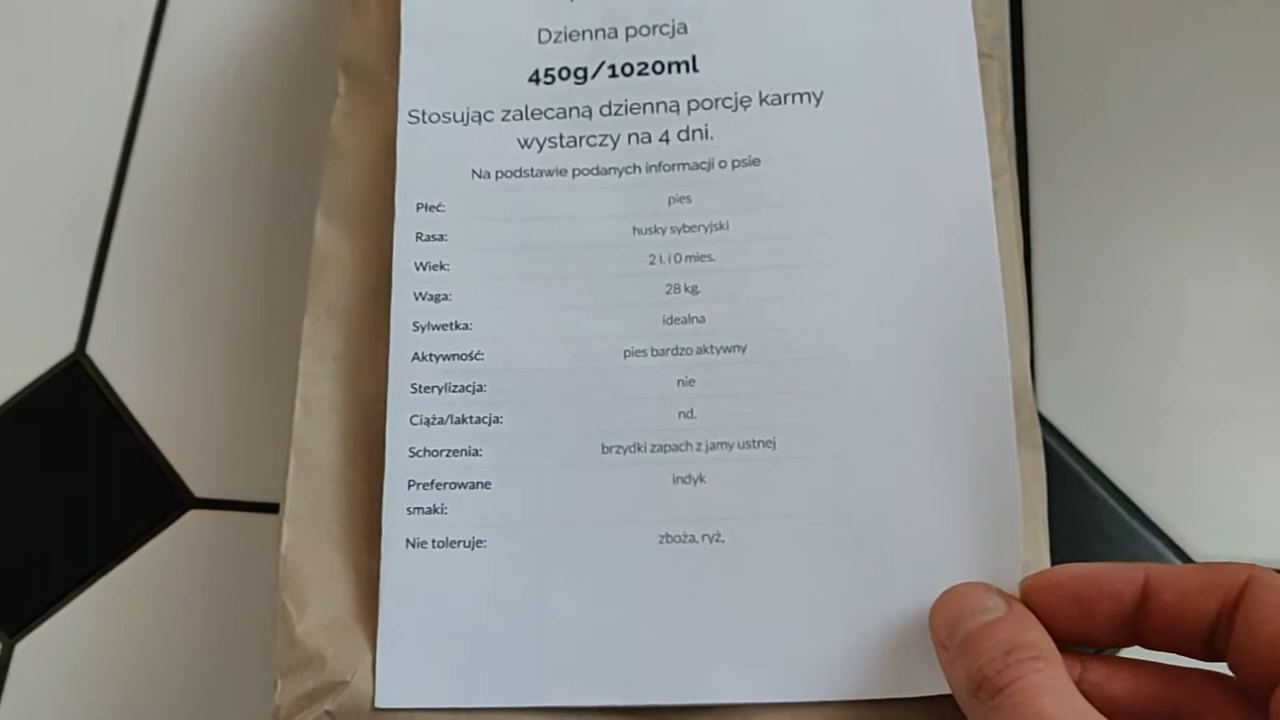 Dzienna porcja
450g/1020ml
Stosując zalecaną dzienną porcję karmy
wystarczy na 4 dni.
Na podstawie podanych informacji o psie
Płeć: pies
Rasa: husky syberyjski
Wiek: 2 l. i 0 mies.
Waga: 28 kg.
Sylwetka: idealna
Aktywność: pies bardzo aktywny
Sterylizacja: nie
Ciąża/laktacja: nd.
Schorzenia: brzydki zapach z jamy ustnej
Preferowane indyk
smaki:
Nie toleruje: zboża, ryż,